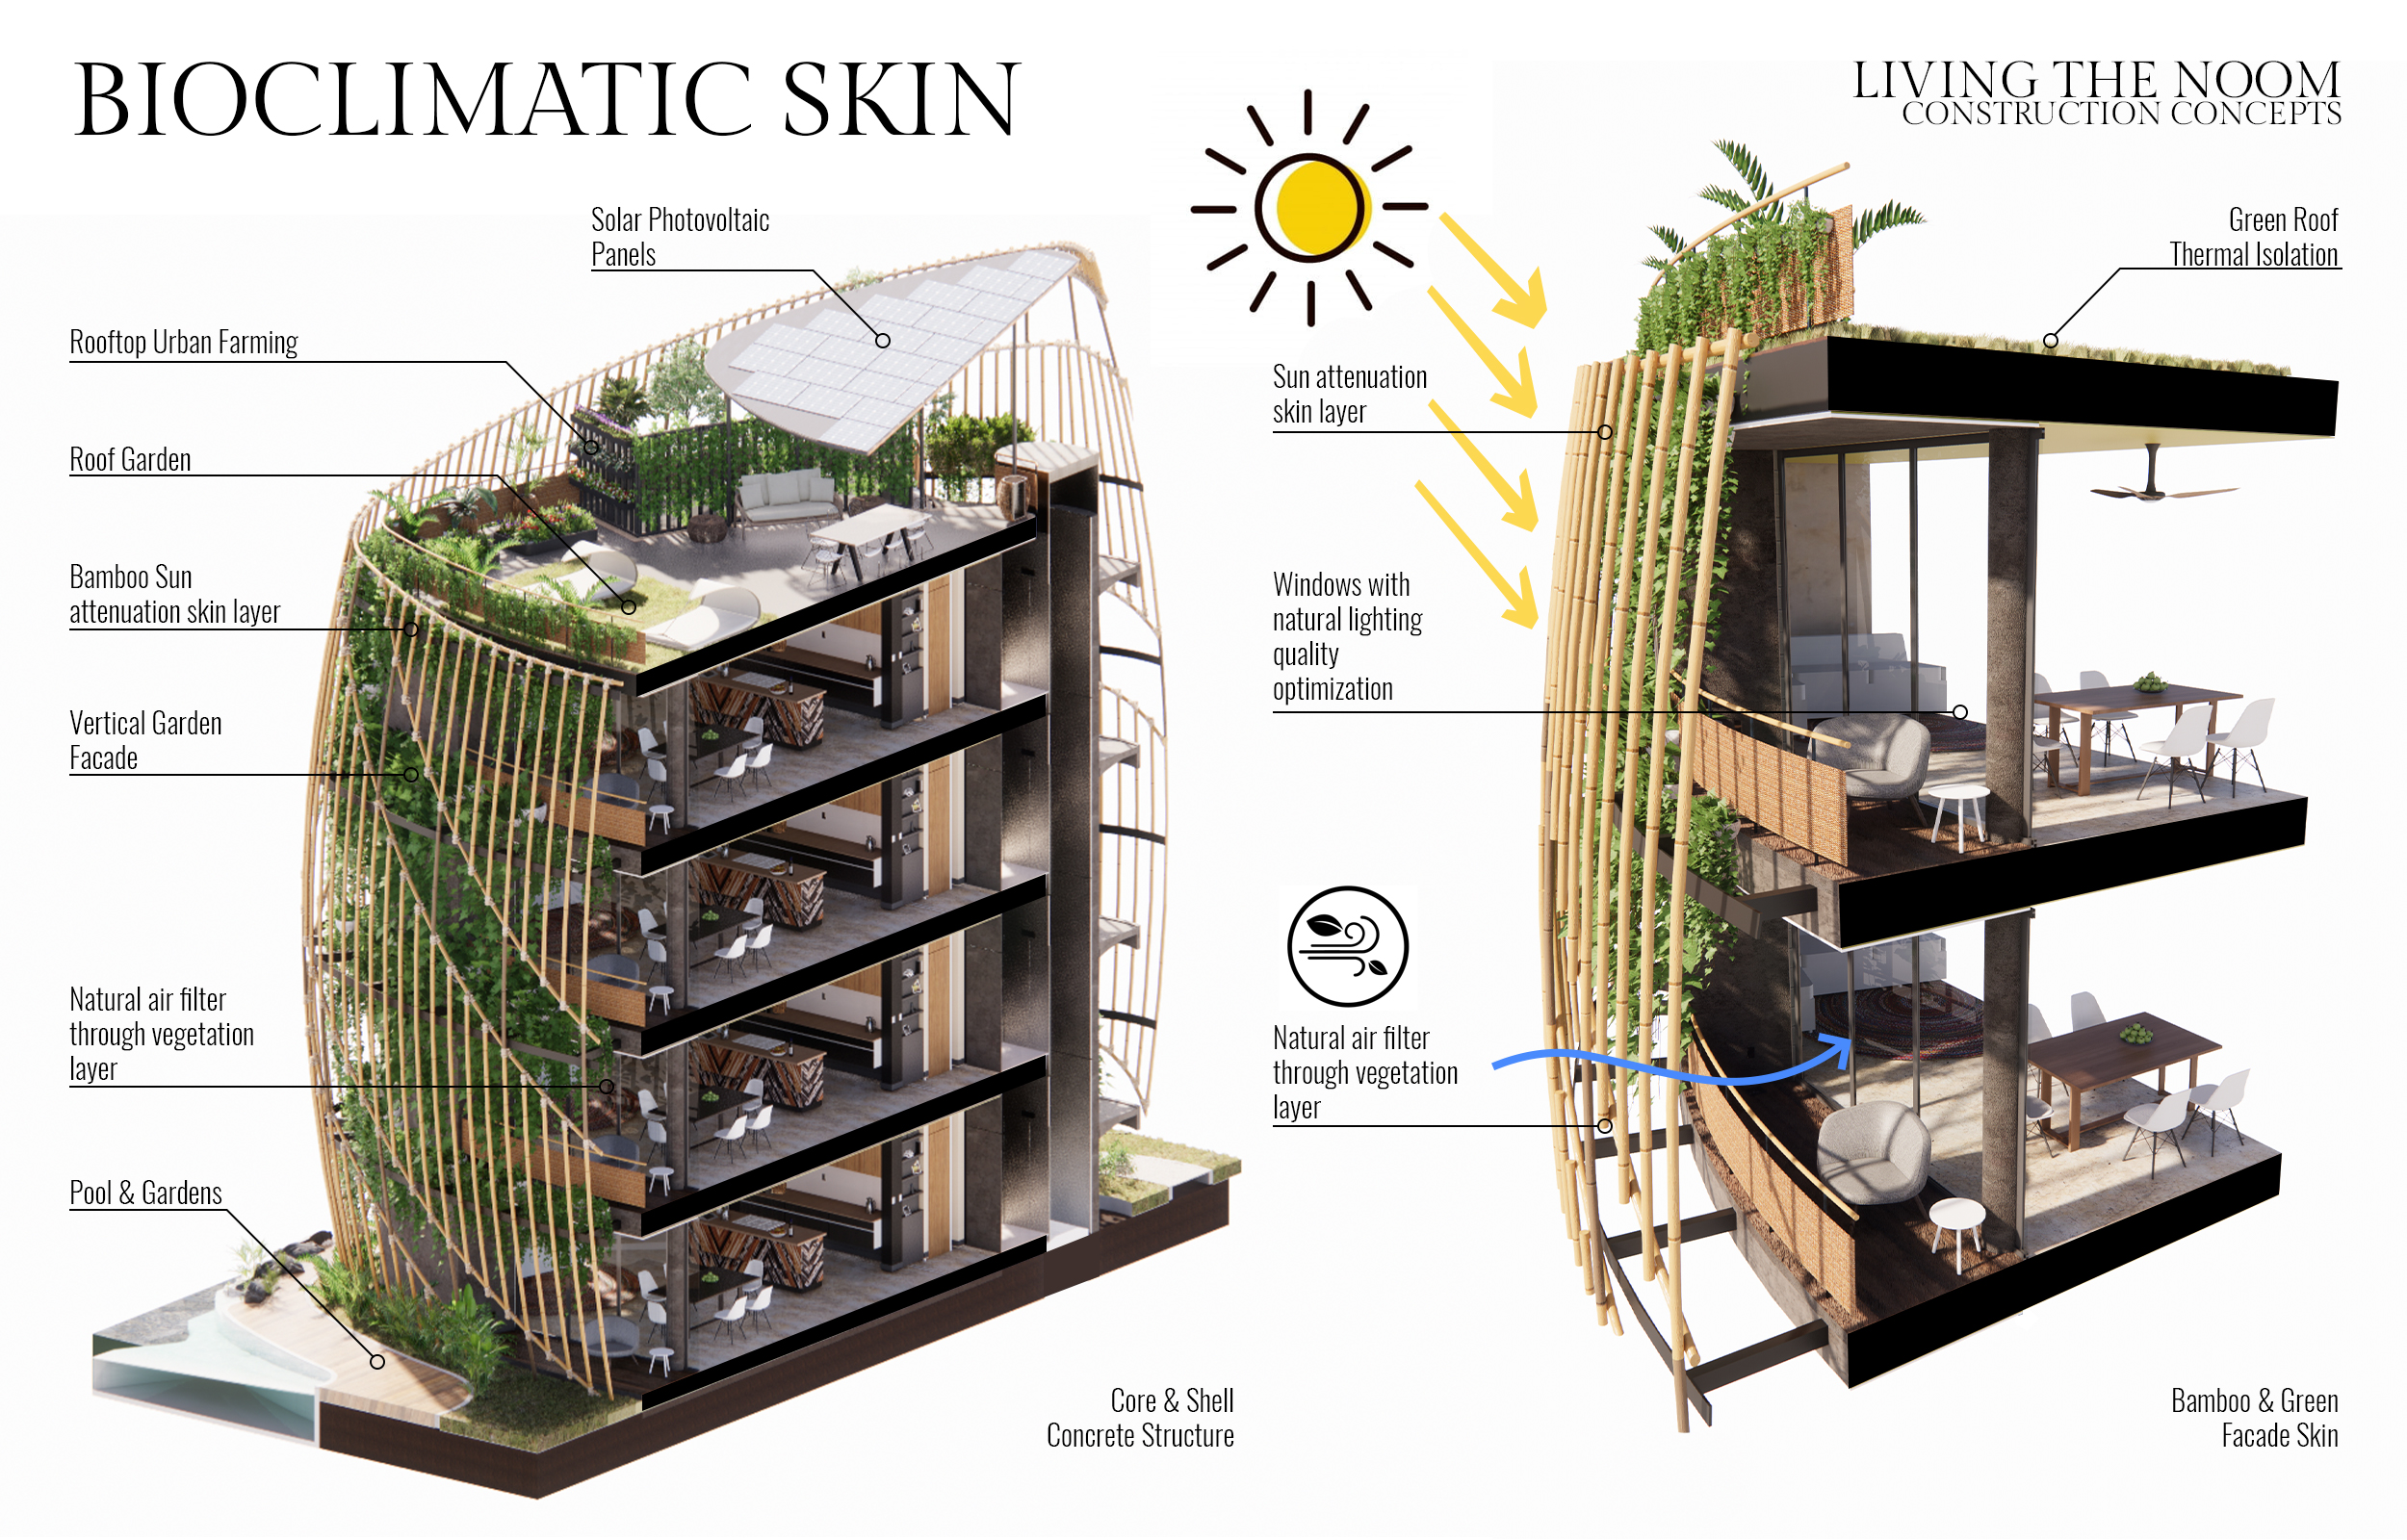 BIOCLIMATIC SKIN
LIVING THE NOOM
CONSTRUCTION CONCEPTS
Solar Photovoltaic
Panels
Rooftop Urban Farming
Roof Garden
Bamboo Sun
attenuation skin layer
Vertical Garden
Facade
Natural air filter
through vegetation
layer
Pool & Gardens
Core & Shell
Concrete Structure
Green Roof
Thermal Isolation
Sun attenuation
skin layer
Windows with
natural lighting
quality
optimization
Natural air filter
through vegetation
layer
Bamboo & Green
Facade Skin